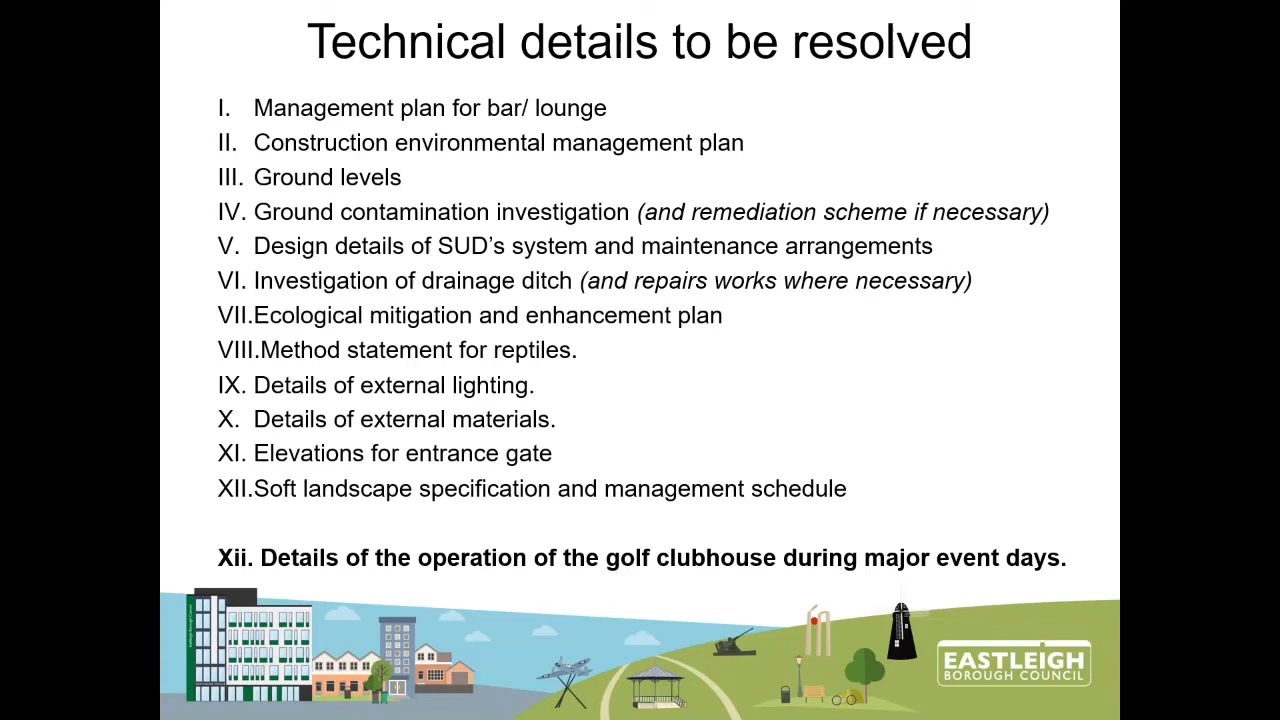 Technical details to be resolved
I. Management plan for bar/ lounge
II. Construction environmental management plan
III. Ground levels
IV. Ground contamination investigation (and remediation scheme if necessary)
V. Design details of SUD’s system and maintenance arrangements
VI. Investigation of drainage ditch (and repairs works where necessary)
VII.Ecological mitigation and enhancement plan
VIII.Method statement for reptiles.
IX. Details of external lighting.
X. Details of external materials.
XI. Elevations for entrance gate
XII.Soft landscape specification and management schedule
Xii. Details of the operation of the golf clubhouse during major event days.
EASTLEIGH
BOROUGH COUNCIL